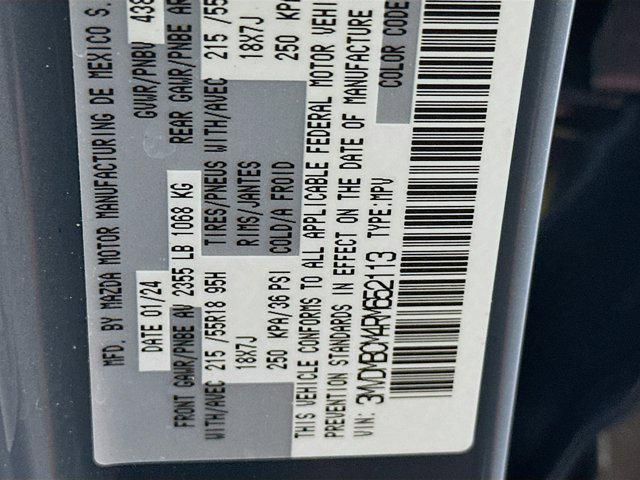 MFD. BY MAZDA MOTOR MANUFACTURING DE MEXICO S.
DATE 01/24 GVWR/PNBV 458
FRONT GAWR/PNBE AV 2355 LB 1068 KG REAR GAWR/PNBE AR
WITH/AVEC 215 /55R18 95H TIRES/PNEUS WITH/AVEC 215 /55
18X7J RIMS/JANTES 18X7J
250 KPA/36 PSI COLD/A FROID 250 KPA
THIS VEHICLE CONFORMS TO ALL APPLICABLE FEDERAL MOTOR VEHI
PREVENTION STANDARDS IN EFFECT ON THE DATE OF MANUFACTURE
VIN: 3MVDMBCM4RM652113 TYPE:MPV COLOR CODE